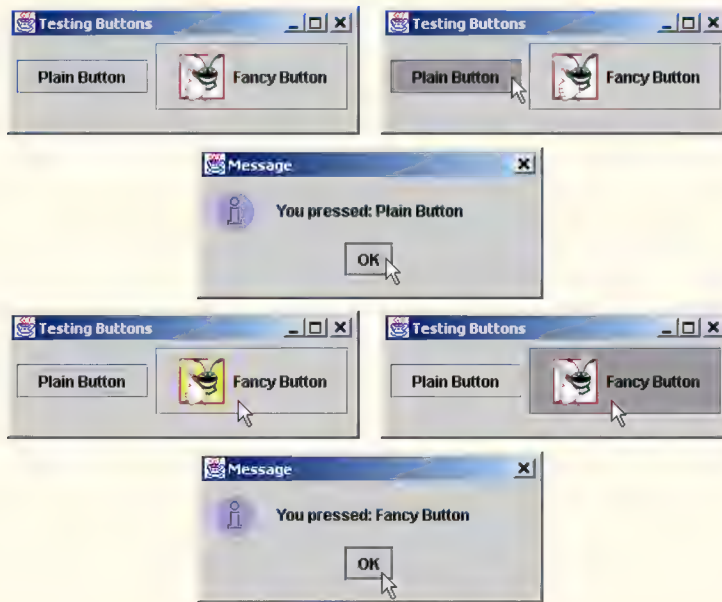 Testing Buttons
Plain Button Fancy Button
Testing Buttons
Plain Button Fancy Button
Message
You pressed: Plain Button
OK
Testing Buttons
Plain Button Fancy Button
Testing Buttons
Plain Button Fancy Button
Message
You pressed: Fancy Button
OK